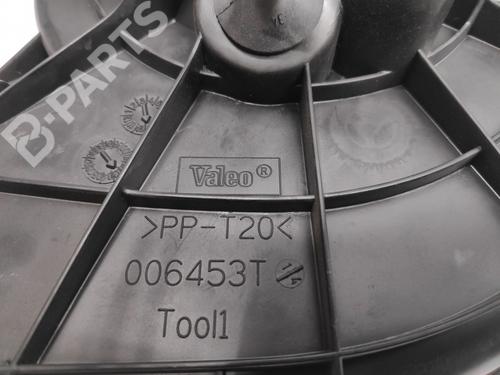 B-PARTS
Valeo®
>PP-T20<
006453T
Tool1